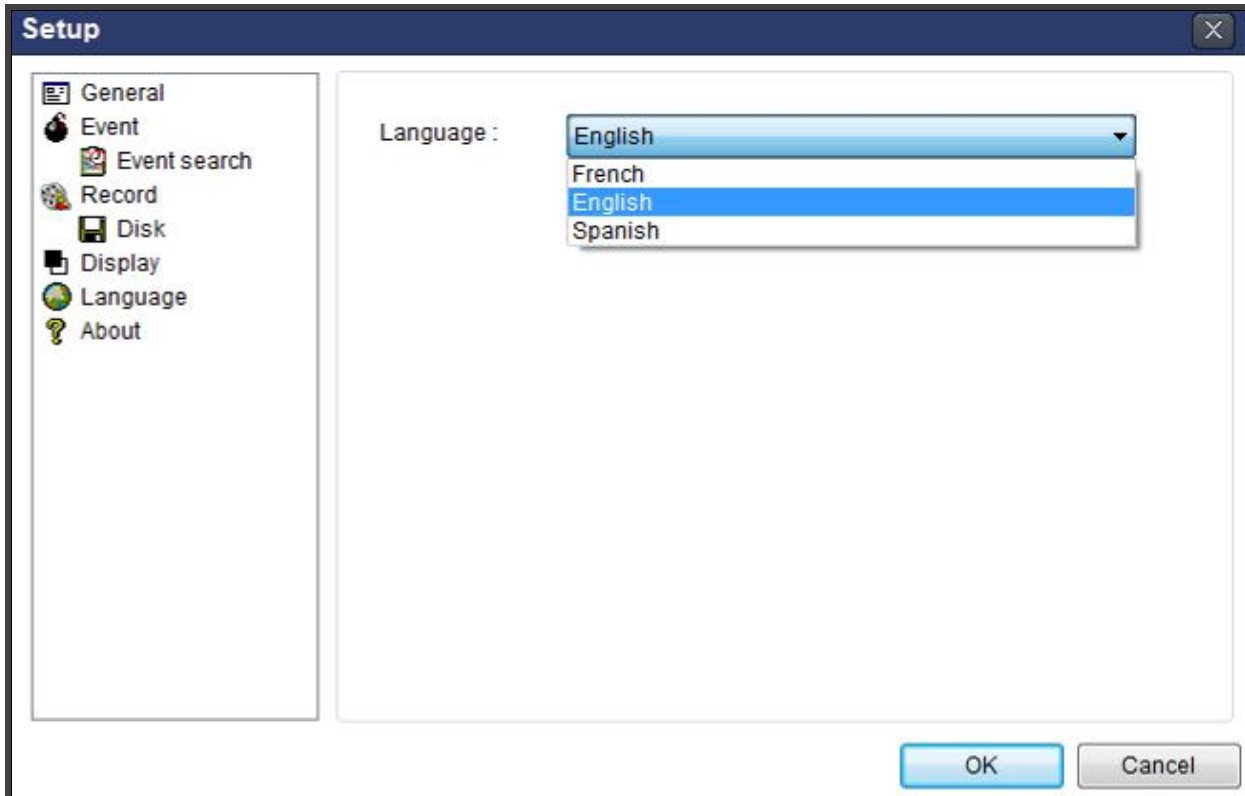 Setup
General
Event
Event search
Record
Disk
Display
Language
About
Language :
English
French
English
Spanish
OK
Cancel